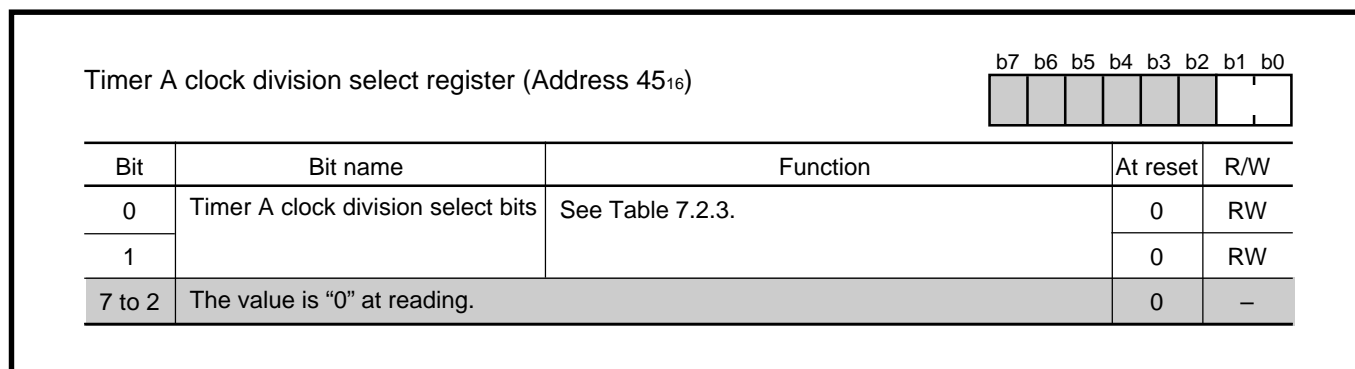 Timer A clock division select register (Address 45₁₆)
b7 b6 b5 b4 b3 b2 b1 b0
Bit Bit name Function At reset R/W
0 Timer A clock division select bits See Table 7.2.3. 0 RW
1 0 RW
7 to 2 The value is “0” at reading. 0 –